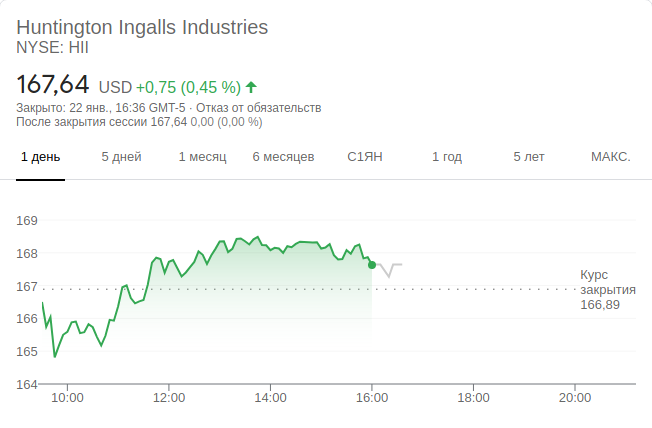 Huntington Ingalls Industries
NYSE: HII
167,64 USD +0,75 (0,45 %)
Закрыто: 22 янв., 16:36 GMT-5 · Отказ от обязательств
После закрытия сессии 167,64 0,00 (0,00 %)
1 день 5 дней 1 месяц 6 месяцев С1ЯН 1 год 5 лет МАКС.
169
168
167
166
165
164
Курс
закрытия
166,89
10:00 12:00 14:00 16:00 18:00 20:00